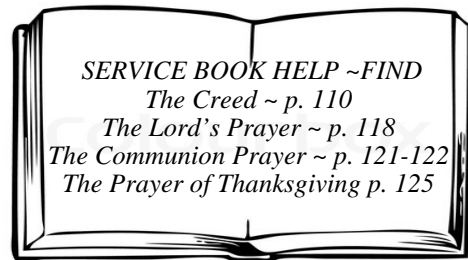 SERVICE BOOK HELP ~FIND
The Creed ~ p. 110
The Lord's Prayer ~ p. 118
The Communion Prayer ~ p. 121-122
The Prayer of Thanksgiving p. 125